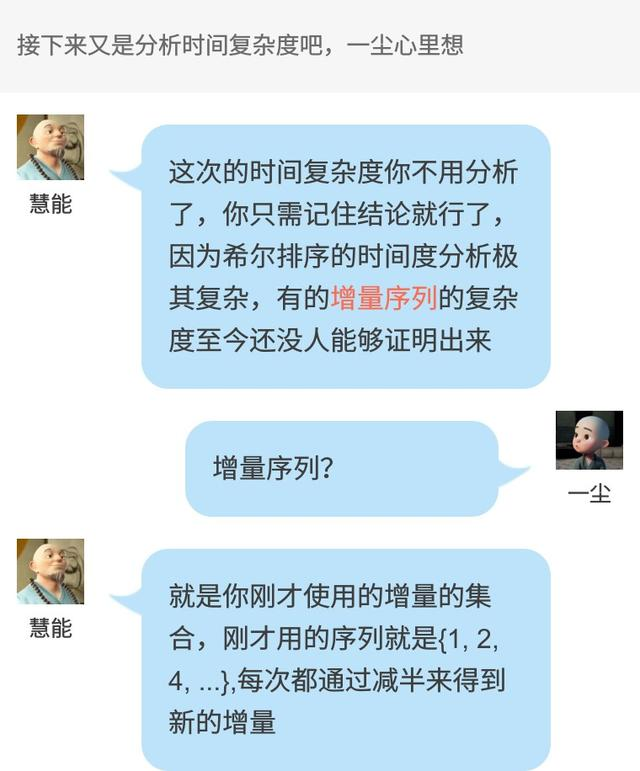 接下来又是分析时间复杂度吧，一尘心里想
慧能
这次的时间复杂度你不用分析
了，你只需记住结论就行了，
因为希尔排序的时间度分析极
其复杂，有的增量序列的复杂
度至今还没人能够证明出来
增量序列？
一尘
慧能
就是你刚才使用的增量的集
合，刚才用的序列就是{1, 2,
4, ...},每次都通过减半来得到
新的增量